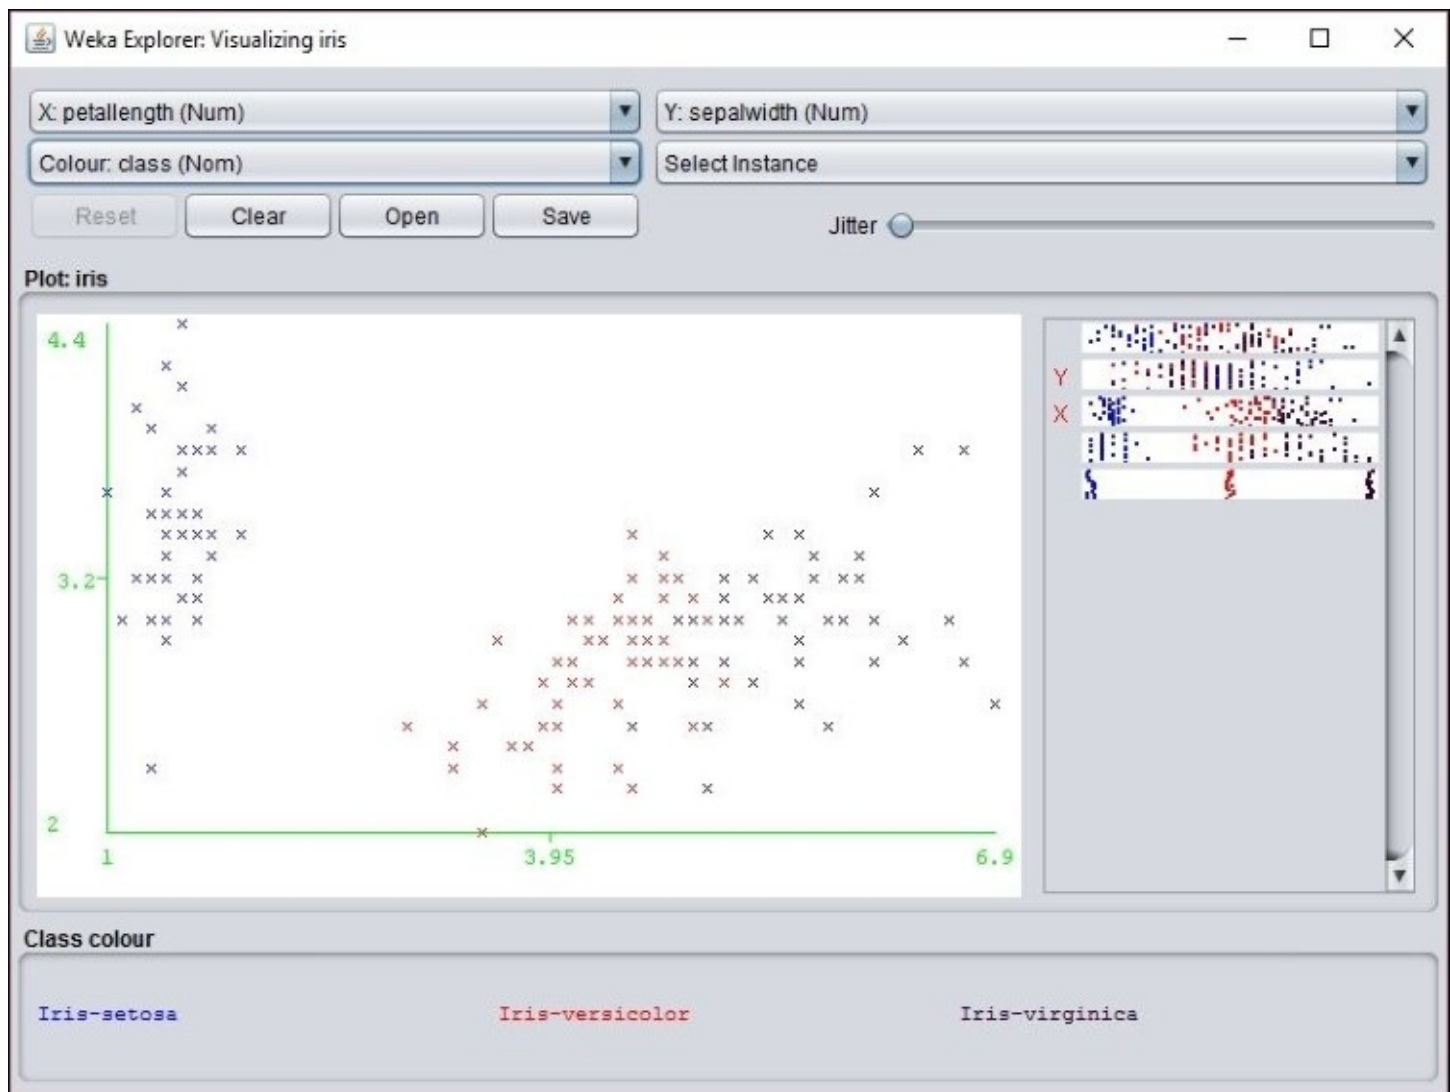 Weka Explorer: Visualizing iris
X: petallength (Num)
Y: sepalwidth (Num)
Colour: class (Nom)
Select Instance
Reset
Clear
Open
Save
Jitter
Plot: iris
4.4
3.2
2
1
3.95
6.9
Y
X
Class colour
Iris-setosa
Iris-versicolor
Iris-virginica